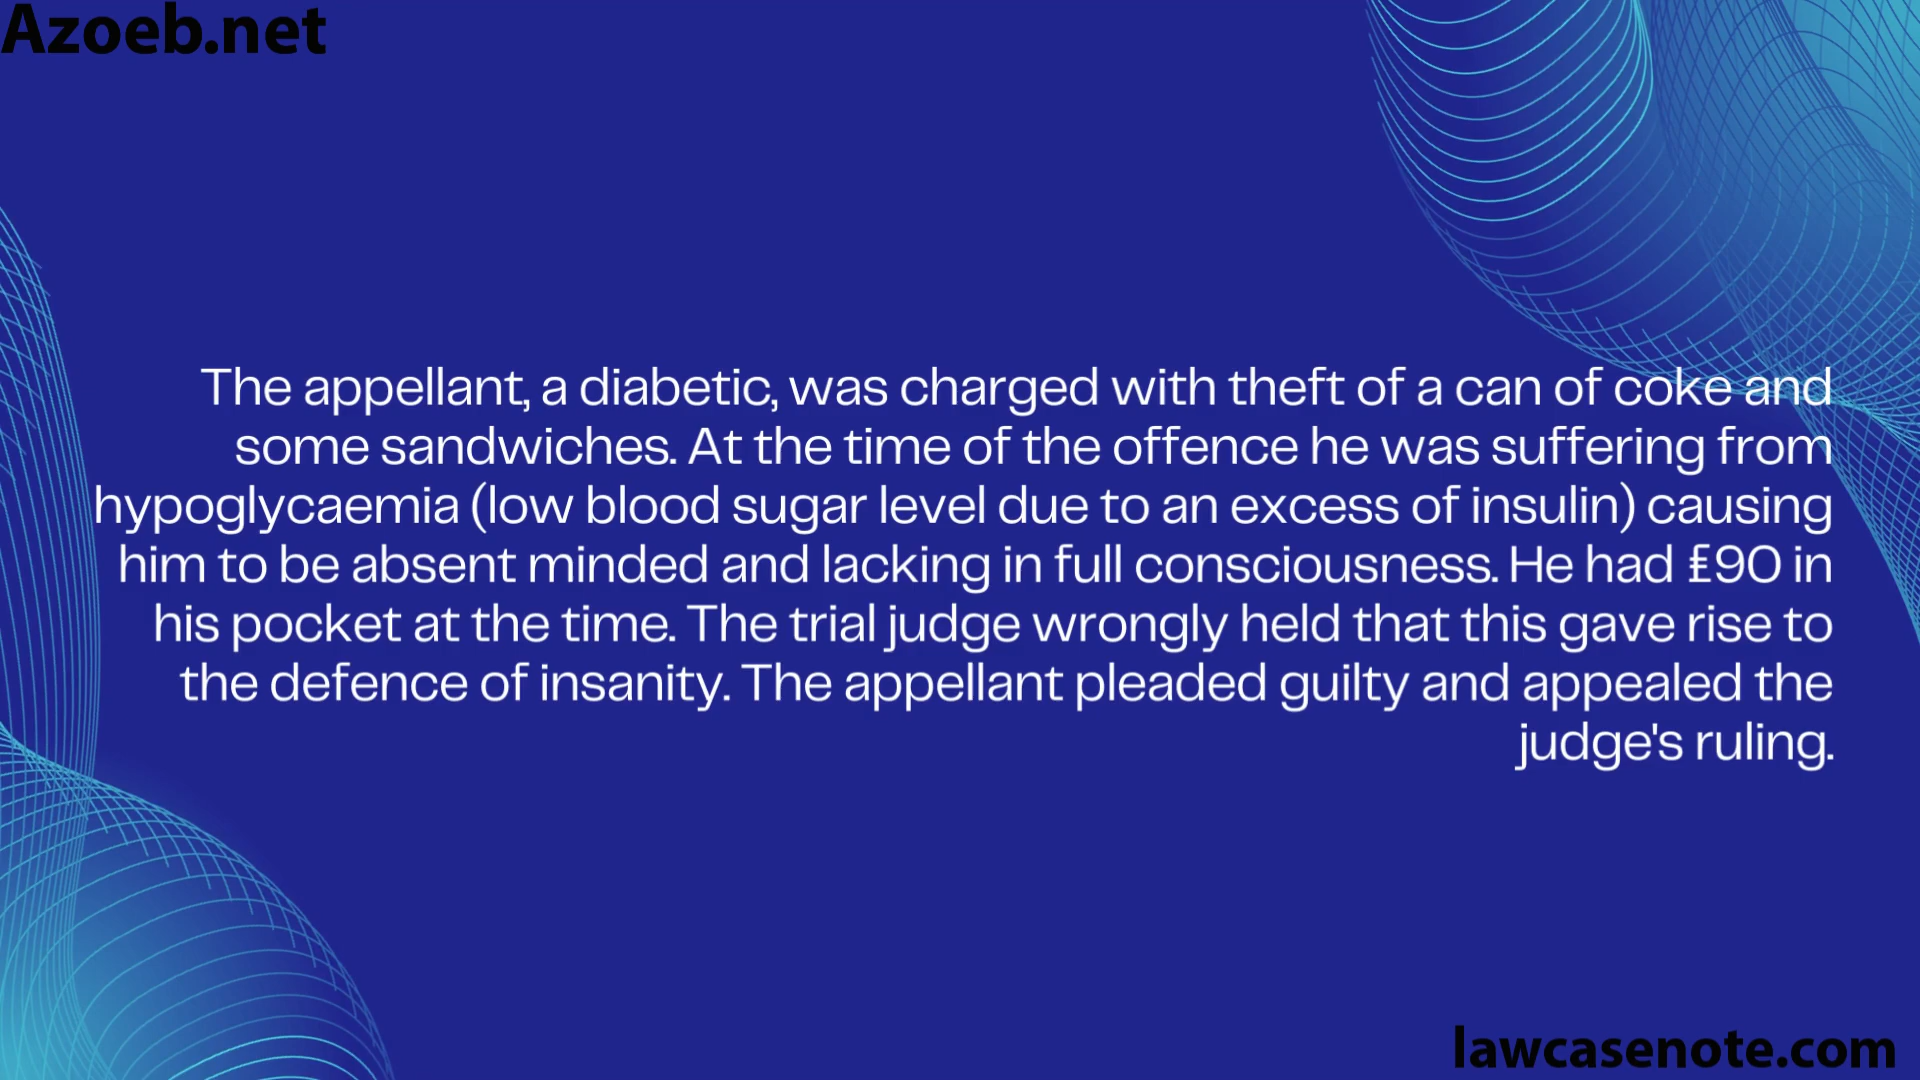 Azoeb.net
The appellant, a diabetic, was charged with theft of a can of coke and
some sandwiches. At the time of the offence he was suffering from
hypoglycaemia (low blood sugar level due to an excess of insulin) causing
him to be absent minded and lacking in full consciousness. He had £90 in
his pocket at the time. The trial judge wrongly held that this gave rise to
the defence of insanity. The appellant pleaded guilty and appealed the
judge's ruling.
lawcasenote.com